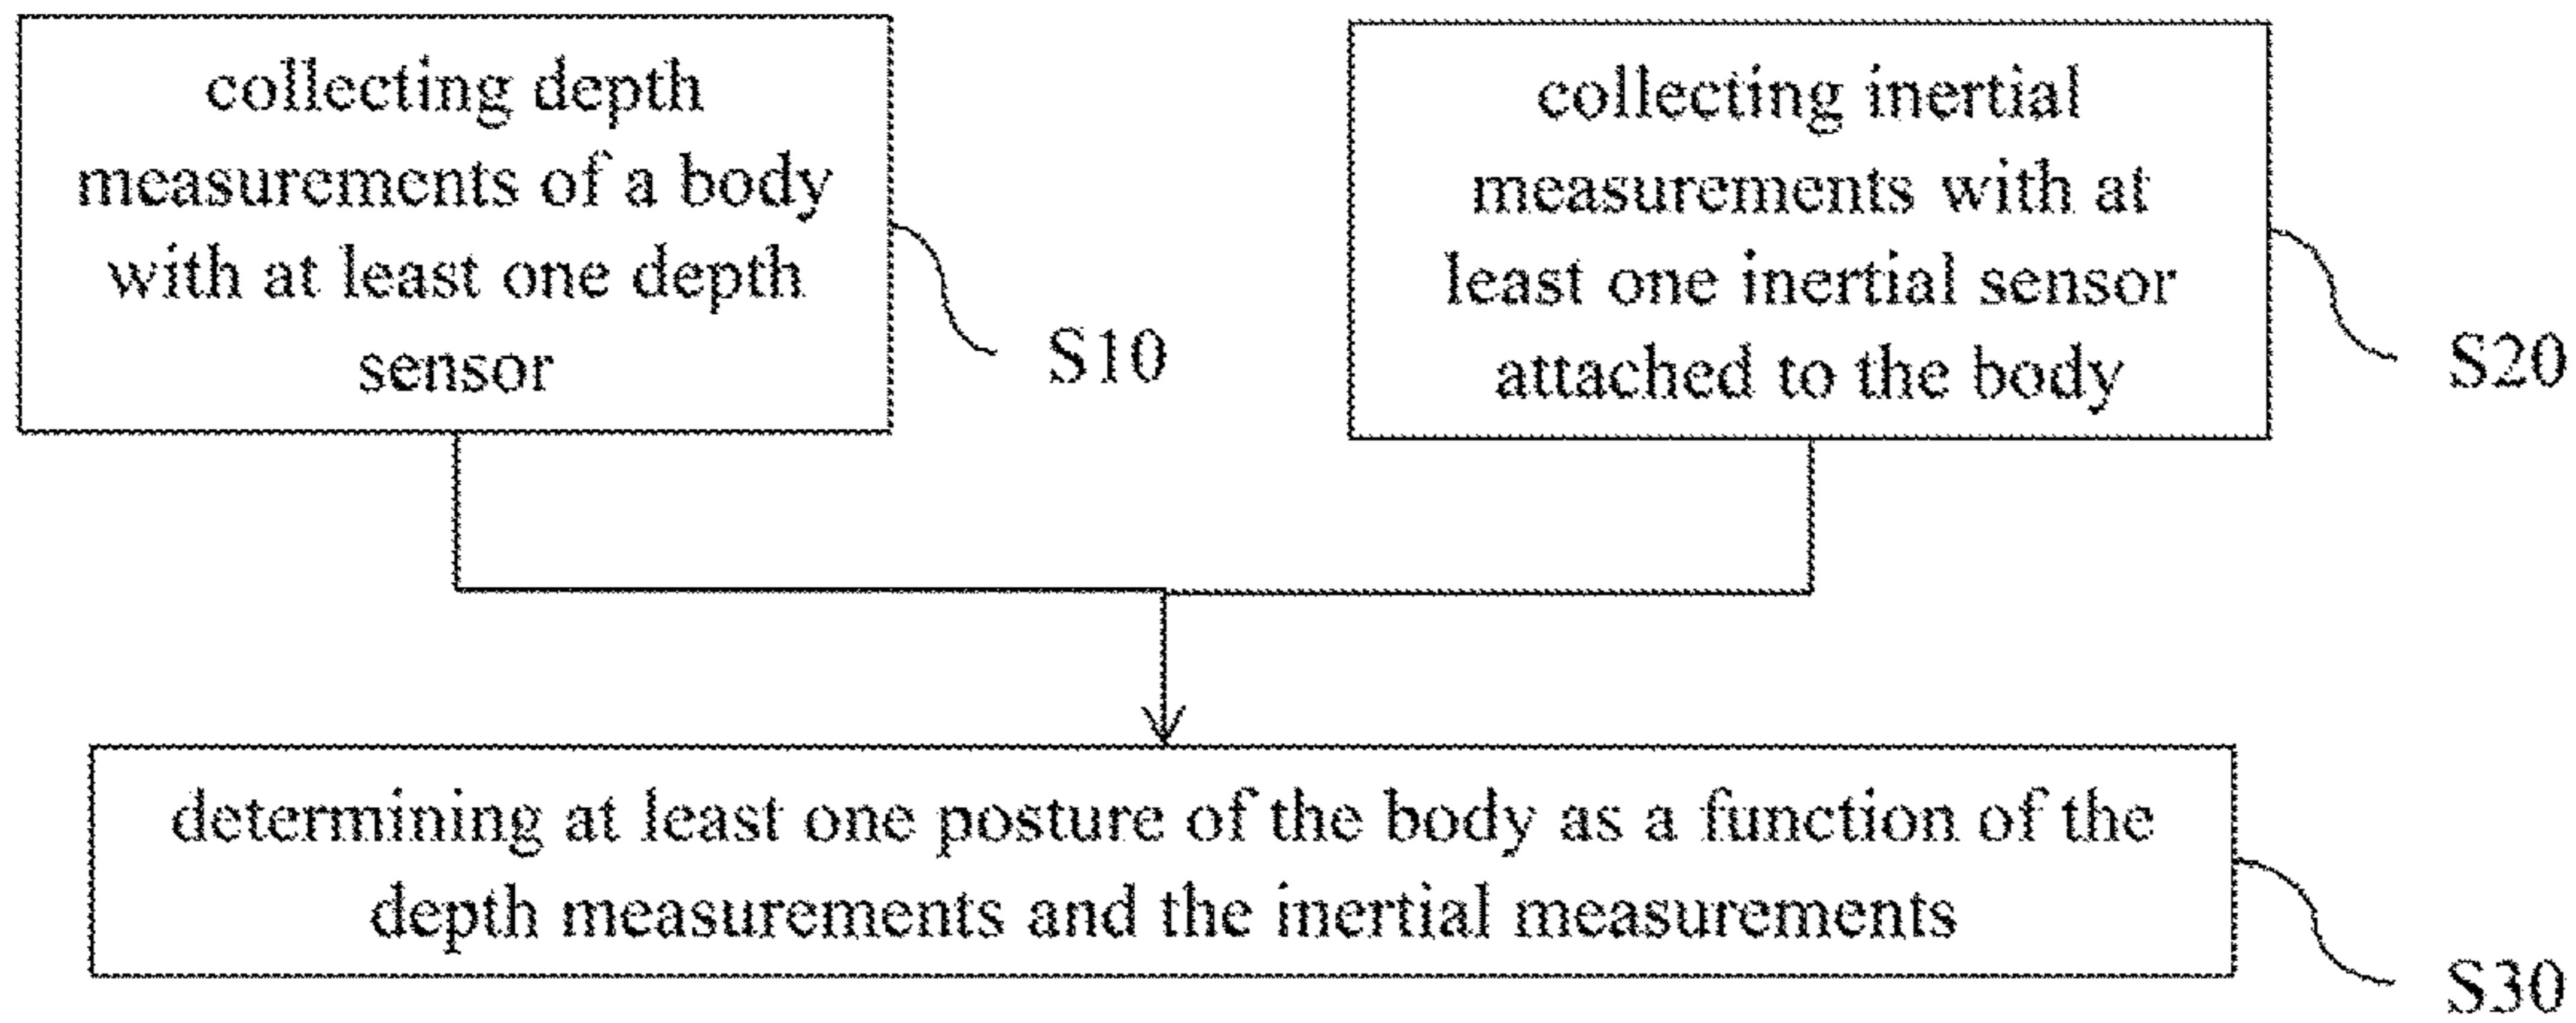 collecting depth
measurements of a body
with at least one depth
sensor
S10
collecting inertial
measurements with at
least one inertial sensor
attached to the body
S20
determining at least one posture of the body as a function of the
depth measurements and the inertial measurements
S30